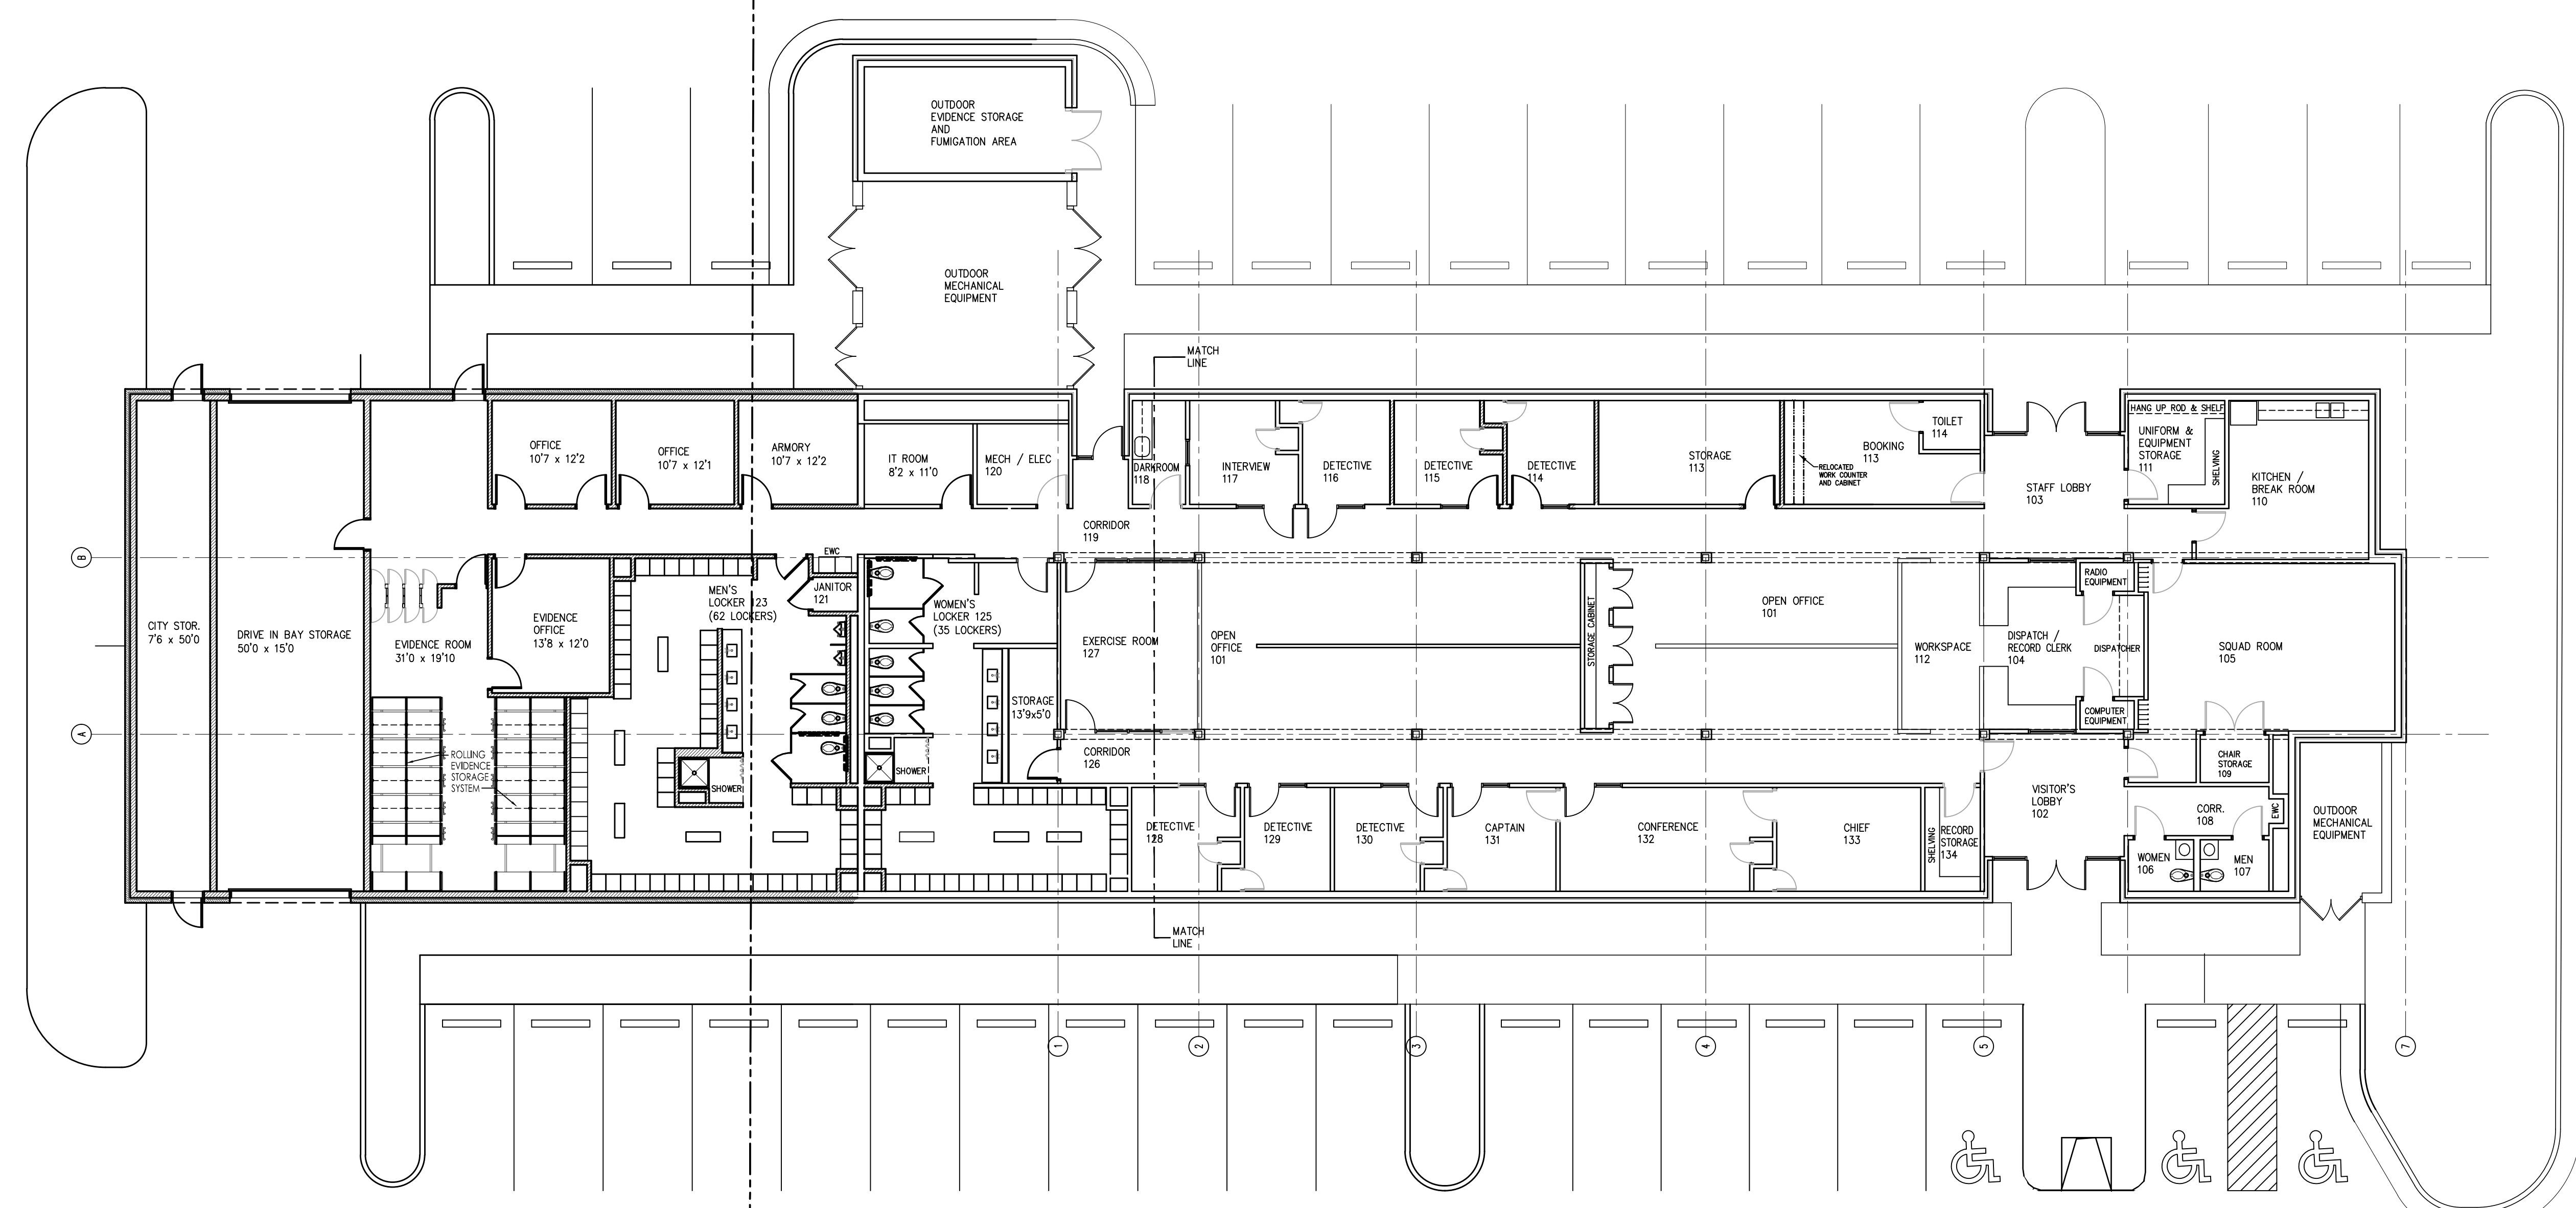 OUTDOOR
EVIDENCE STORAGE
AND
FUMIGATION AREA
OUTDOOR
MECHANICAL
EQUIPMENT
MATCH
LINE
OFFICE
10'7 x 12'2
OFFICE
10'7 x 12'1
ARMORY
10'7 x 12'2
IT ROOM
8'2 x 11'0
MECH / ELEC
120
DARKROOM
118
INTERVIEW
117
DETECTIVE
116
DETECTIVE
115
DETECTIVE
114
STORAGE
113
BOOKING
113
RELOCATED
WORK COUNTER
AND CABINET
TOILET
114
STAFF LOBBY
103
HANG UP ROD & SHELF
UNIFORM &
EQUIPMENT
STORAGE
111
SHELVING
KITCHEN /
BREAK ROOM
110
CORRIDOR
119
B
CITY STOR.
7'6 x 50'0
DRIVE IN BAY STORAGE
50'0 x 15'0
EVIDENCE ROOM
31'0 x 19'10
EVIDENCE
OFFICE
13'8 x 12'0
MEN'S
LOCKER 123
(62 LOCKERS)
EWC
JANITOR
121
WOMEN'S
LOCKER 125
(35 LOCKERS)
EXERCISE ROOM
127
OPEN
OFFICE
101
STORAGE CABINET
OPEN OFFICE
101
WORKSPACE
112
DISPATCH /
RECORD CLERK
104
RADIO
EQUIPMENT
DISPATCHER
COMPUTER
EQUIPMENT
SQUAD ROOM
105
A
ROLLING
EVIDENCE
STORAGE
SYSTEM
SHOWER
SHOWER
STORAGE
13'9x5'0
CORRIDOR
126
CHAIR
STORAGE
109
DETECTIVE
128
DETECTIVE
129
DETECTIVE
130
CAPTAIN
131
CONFERENCE
132
CHIEF
133
SHELVING
RECORD
STORAGE
134
VISITOR'S
LOBBY
102
CORR.
108
EWC
WOMEN
106
MEN
107
OUTDOOR
MECHANICAL
EQUIPMENT
MATCH
LINE
1
2
3
4
5
7